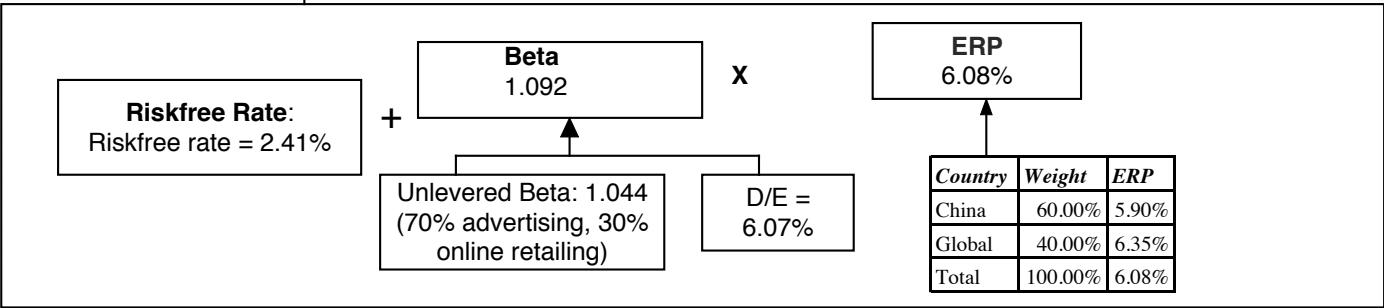 Riskfree Rate:
Riskfree rate = 2.41%
+
Beta
1.092
X
ERP
6.08%
Unlevered Beta: 1.044
(70% advertising, 30%
online retailing)
D/E =
6.07%
Country Weight ERP
China 60.00% 5.90%
Global 40.00% 6.35%
Total 100.00% 6.08%